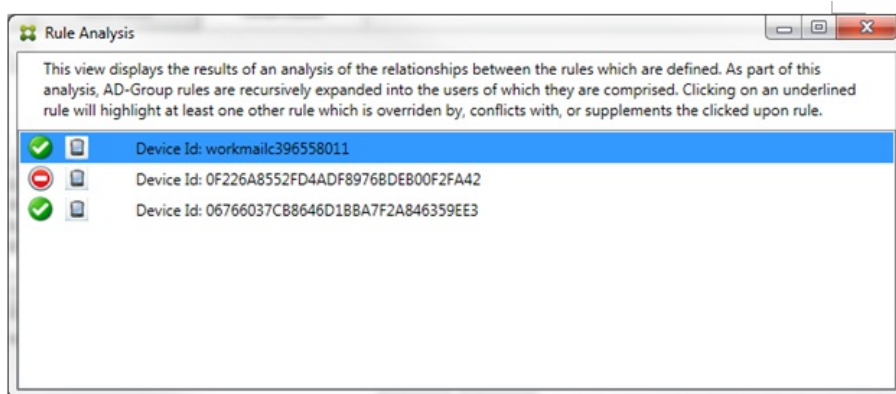 Rule Analysis
This view displays the results of an analysis of the relationships between the rules which are defined. As part of this
analysis, AD-Group rules are recursively expanded into the users of which they are comprised. Clicking on an underlined
rule will highlight at least one other rule which is overriden by, conflicts with, or supplements the clicked upon rule.
Device Id: workmailc396558011
Device Id: 0F226A8552FD4ADF8976BDEB00F2FA42
Device Id: 06766037CB8646D1BBA7F2A846359EE3